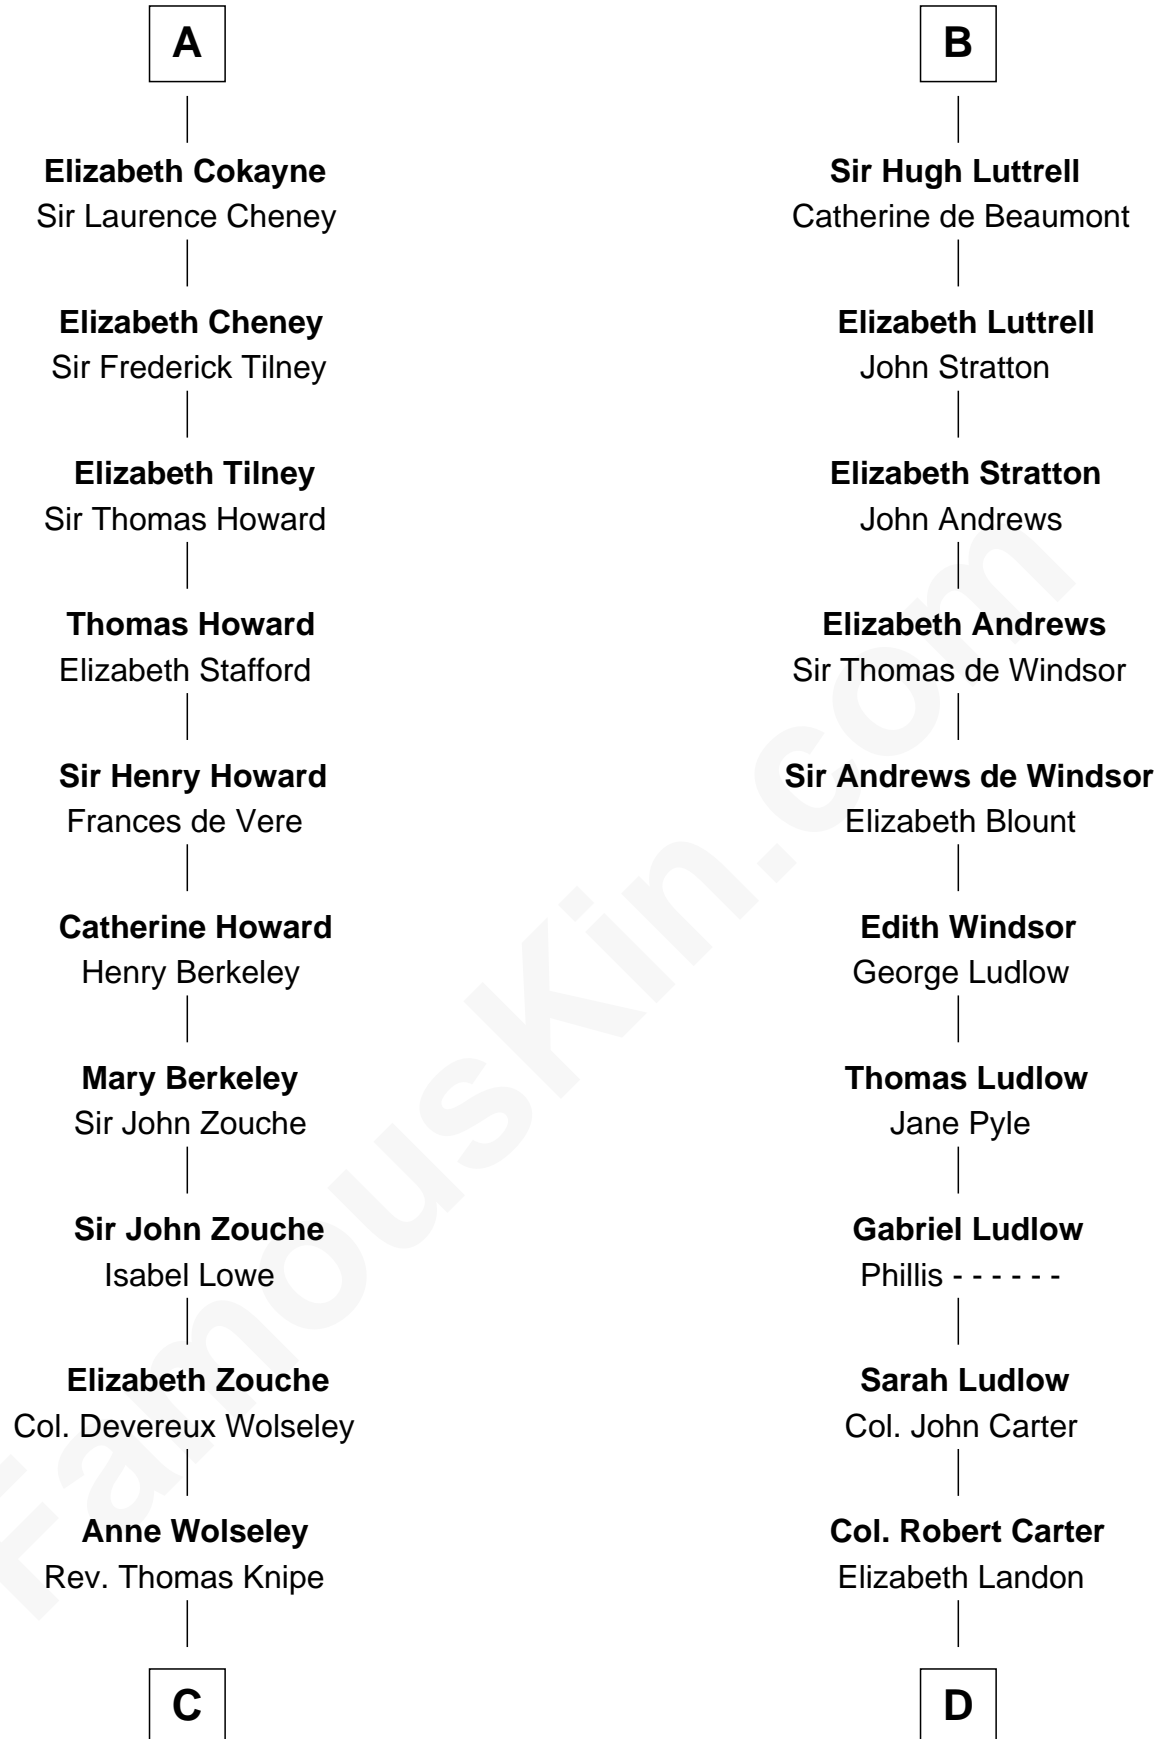 A
Elizabeth Cokayne
Sir Laurence Cheney
Elizabeth Cheney
Sir Frederick Tilney
Elizabeth Tilney
Sir Thomas Howard
Thomas Howard
Elizabeth Stafford
Sir Henry Howard
Frances de Vere
Catherine Howard
Henry Berkeley
Mary Berkeley
Sir John Zouche
Sir John Zouche
Isabel Lowe
Elizabeth Zouche
Col. Devereux Wolseley
Anne Wolseley
Rev. Thomas Knipe
C
B
Sir Hugh Luttrell
Catherine de Beaumont
Elizabeth Luttrell
John Stratton
Elizabeth Stratton
John Andrews
Elizabeth Andrews
Sir Thomas de Windsor
Sir Andrews de Windsor
Elizabeth Blount
Edith Windsor
George Ludlow
Thomas Ludlow
Jane Pyle
Gabriel Ludlow
Phillis - - - - - -
Sarah Ludlow
Col. John Carter
Col. Robert Carter
Elizabeth Landon
D
FamousKin.com